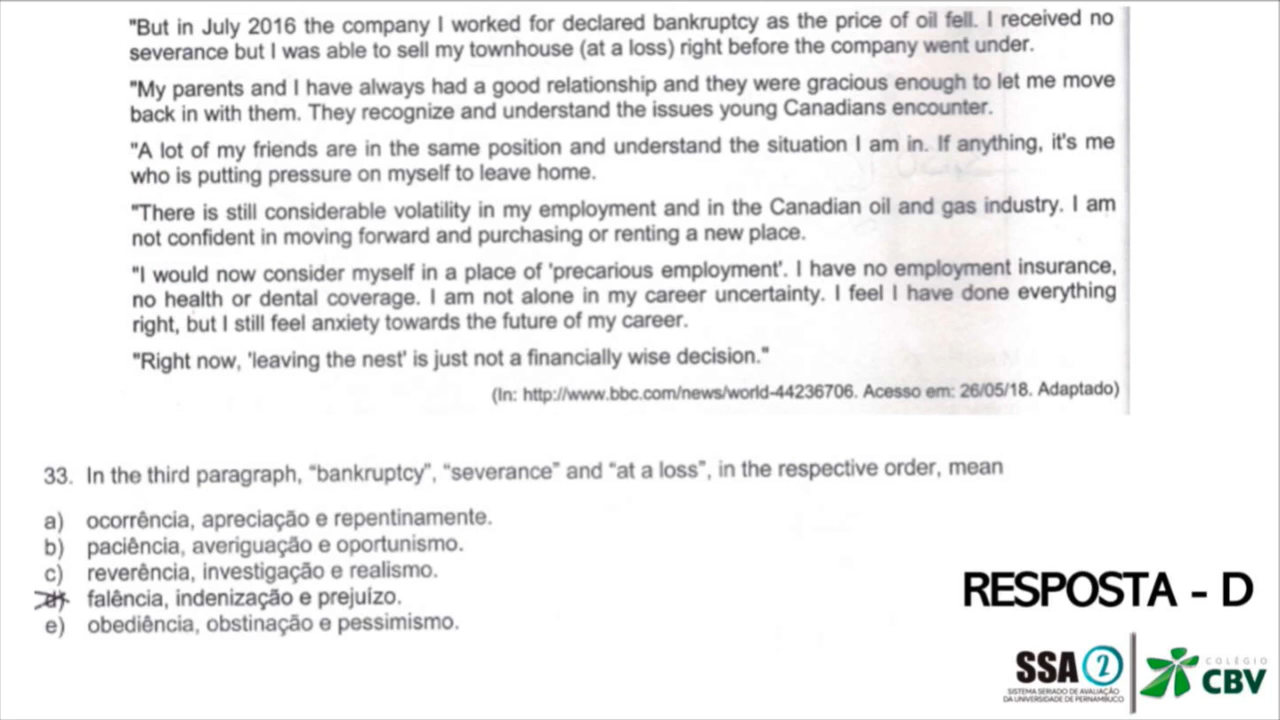 "But in July 2016 the company I worked for declared bankruptcy as the price of oil fell. I received no
severance but I was able to sell my townhouse (at a loss) right before the company went under.
"My parents and I have always had a good relationship and they were gracious enough to let me move
back in with them. They recognize and understand the issues young Canadians encounter.
"A lot of my friends are in the same position and understand the situation I am in. If anything, it's me
who is putting pressure on myself to leave home.
"There is still considerable volatility in my employment and in the Canadian oil and gas industry. I am
not confident in moving forward and purchasing or renting a new place.
"I would now consider myself in a place of 'precarious employment'. I have no employment insurance,
no health or dental coverage. I am not alone in my career uncertainty. I feel I have done everything
right, but I still feel anxiety towards the future of my career.
"Right now, 'leaving the nest' is just not a financially wise decision."
(In: http://www.bbc.com/news/world-44236706. Acesso em: 26/05/18. Adaptado)
33. In the third paragraph, “bankruptcy”, “severance” and “at a loss”, in the respective order, mean
a) ocorrência, apreciação e repentinamente.
b) paciência, averiguação e oportunismo.
c) reverência, investigação e realismo.
d) falência, indenização e prejuízo.
e) obediência, obstinação e pessimismo.
RESPOSTA - D
SSA 2
SISTEMA SERIADO DE AVALIAÇÃO
DA UNIVERSIDADE DE PERNAMBUCO
COLÉGIO
CBV